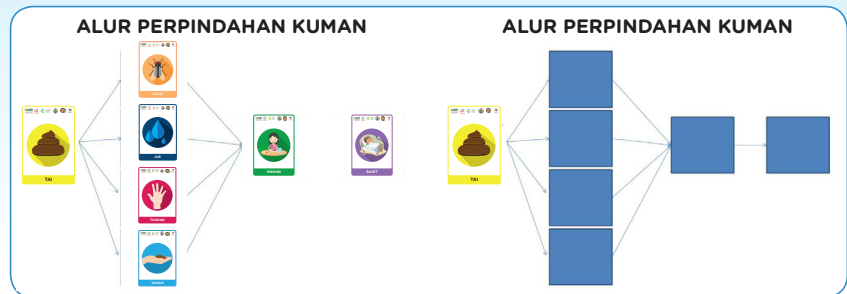 ALUR PERPINDAHAN KUMAN
LALAT
AIR
TANGAN
TANAH
TAI
MAKAN
SAKIT
ALUR PERPINDAHAN KUMAN
TAI